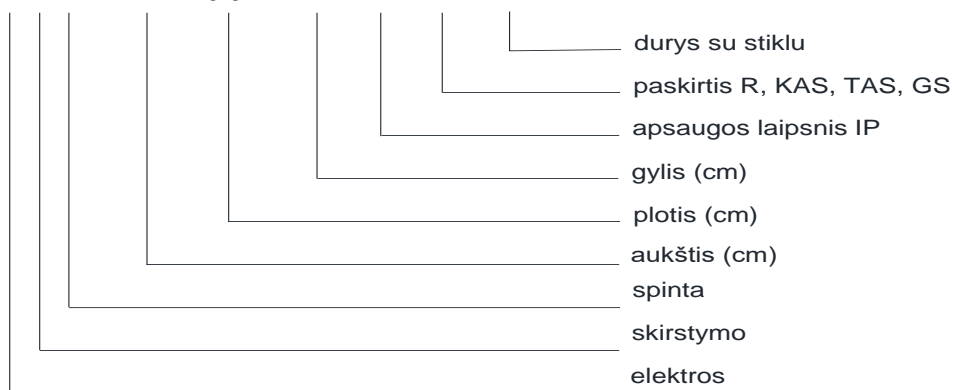 durys su stiklu
paskirtis R, KAS, TAS, GS
apsaugos laipsnis IP
gylis (cm)
plotis (cm)
aukštis (cm)
spinta
skirstymo
elektros